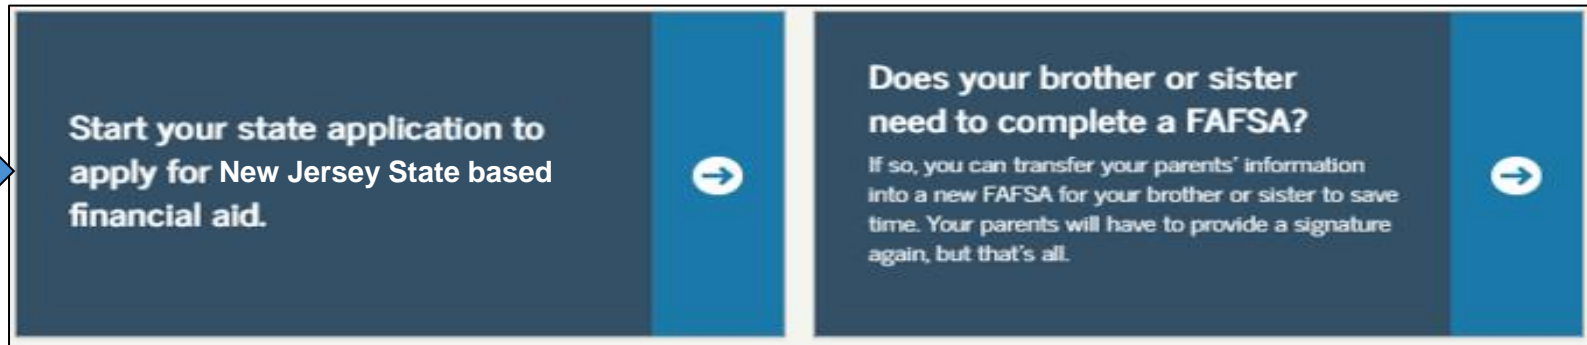 Start your state application to
apply for New Jersey State based
financial aid.
Does your brother or sister
need to complete a FAFSA?
If so, you can transfer your parents' information
into a new FAFSA for your brother or sister to save
time. Your parents will have to provide a signature
again, but that's all.